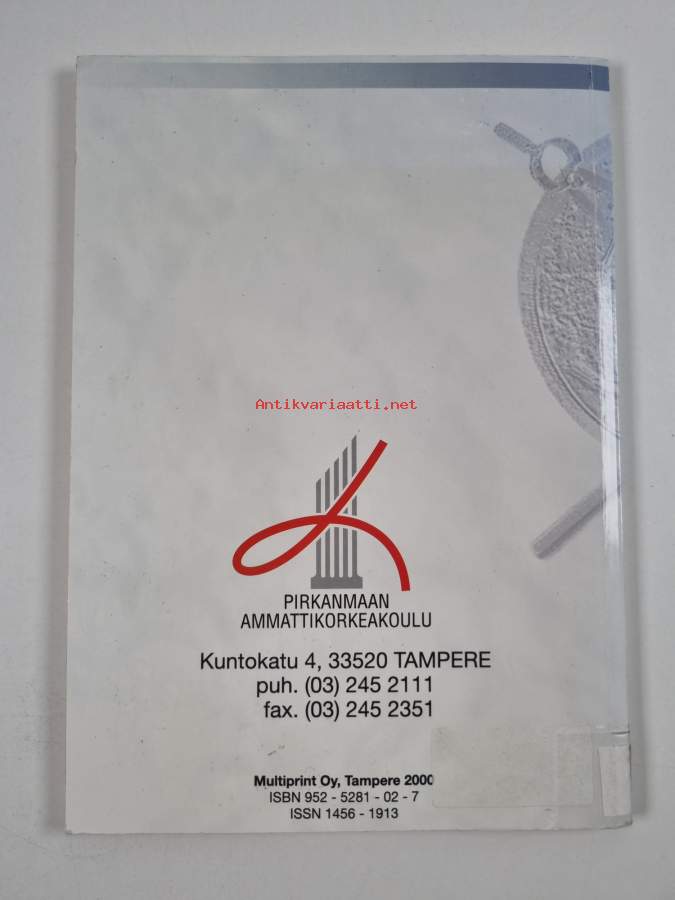 Antikvariaatti.net
PIRKANMAAN
AMMATTIKORKEAKOULU
Kuntokatu 4, 33520 TAMPERE
puh. (03) 245 2111
fax. (03) 245 2351
Multiprint Oy, Tampere 2000
ISBN 952 - 5281 - 02 - 7
ISSN 1456 - 1913